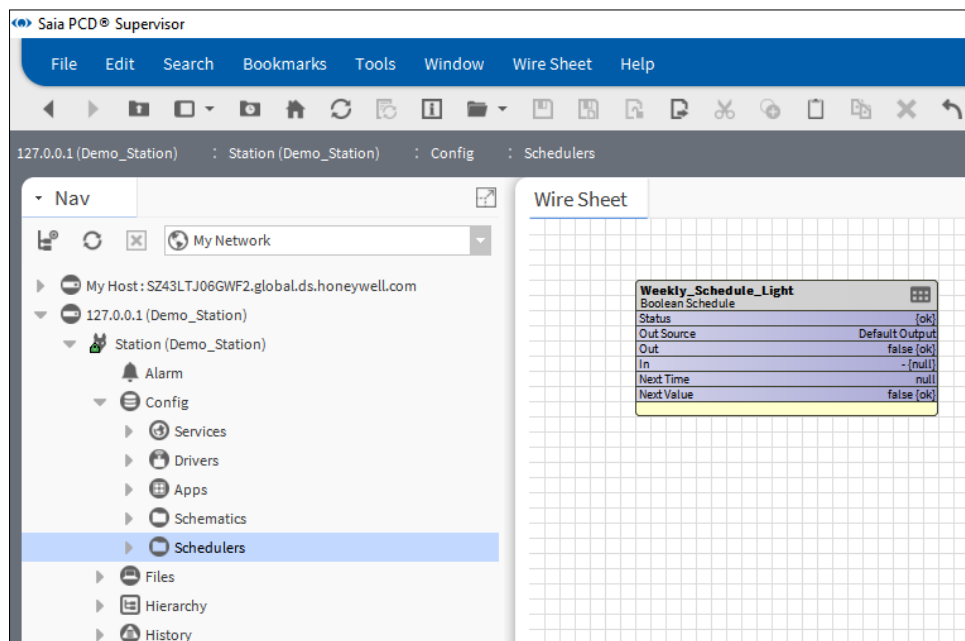 Saia PCD® Supervisor
File Edit Search Bookmarks Tools Window Wire Sheet Help
127.0.0.1 (Demo_Station) : Station (Demo_Station) : Config : Schedulers
Nav
My Network
My Host : SZ43LTJ06GWF2.global.ds.honeywell.com
127.0.0.1 (Demo_Station)
Station (Demo_Station)
Alarm
Config
Services
Drivers
Apps
Schematics
Schedulers
Files
Hierarchy
History
Wire Sheet
Weekly_Schedule_Light
Boolean Schedule
Status {ok}
Out Source Default Output
Out false {ok}
In - {null}
Next Time null
Next Value false {ok}